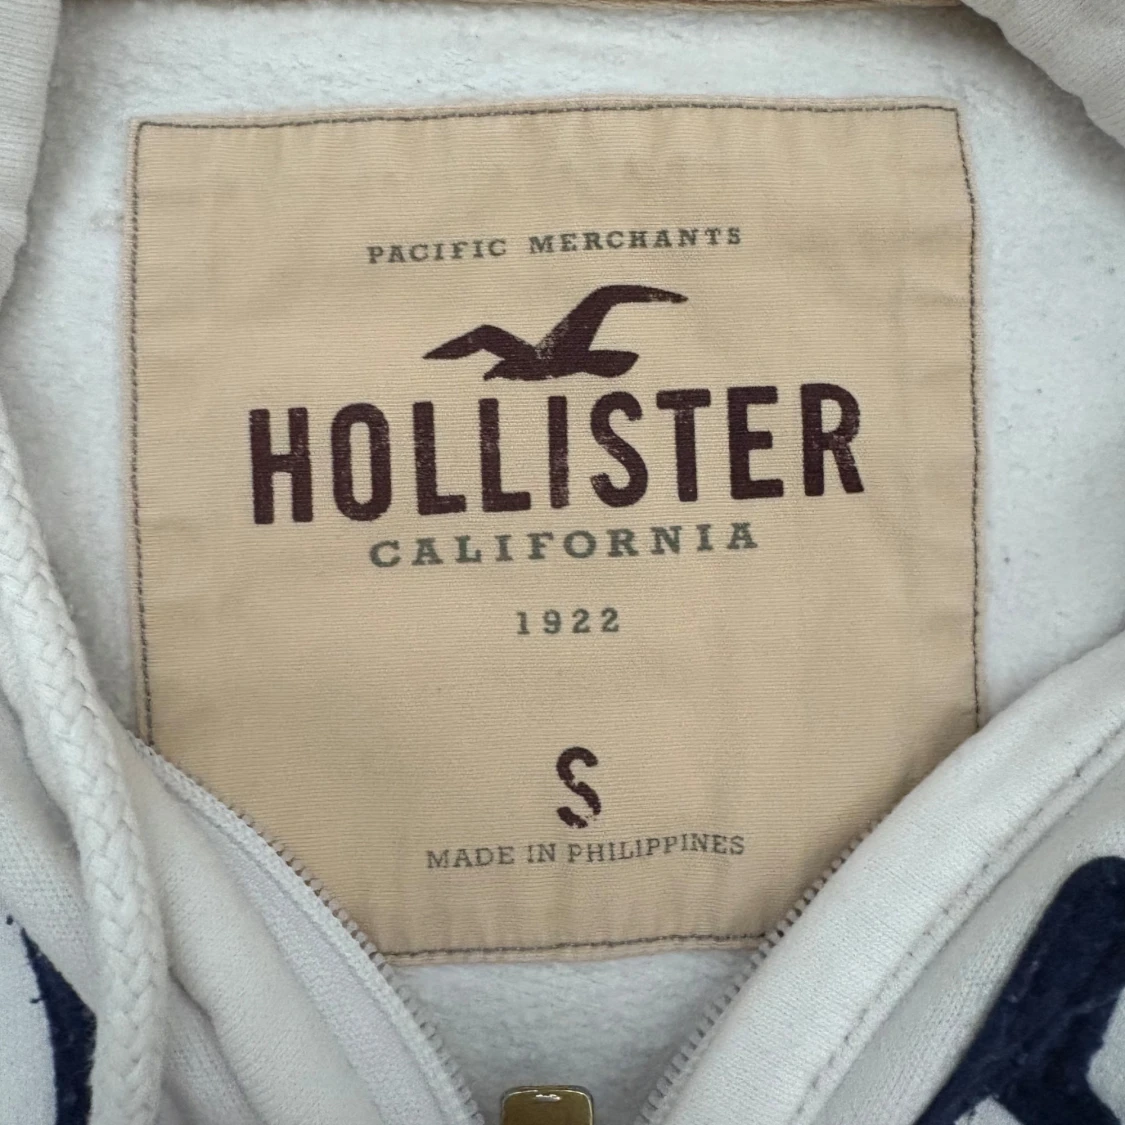 PACIFIC MERCHANTS
HOLLISTER
CALIFORNIA
1922
S
MADE IN PHILIPPINES